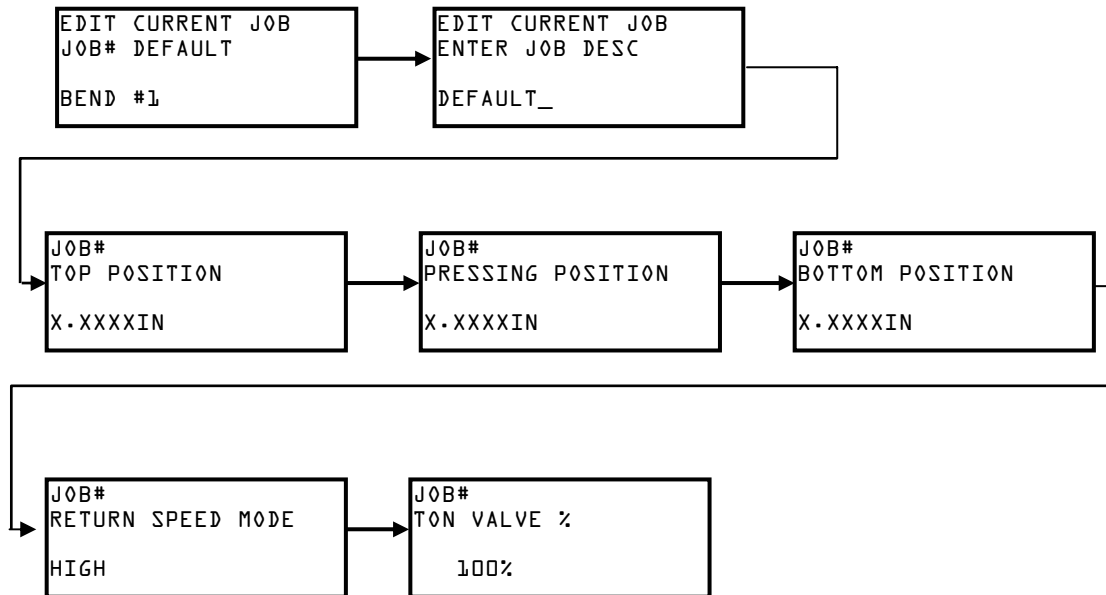 EDIT CURRENT JOB
JOB# DEFAULT
BEND #1
EDIT CURRENT JOB
ENTER JOB DESC
DEFAULT_
JOB#
TOP POSITION
X.XXXXIN
JOB#
PRESSING POSITION
X.XXXXIN
JOB#
BOTTOM POSITION
X.XXXXIN
JOB#
RETURN SPEED MODE
HIGH
JOB#
TON VALVE %
100%